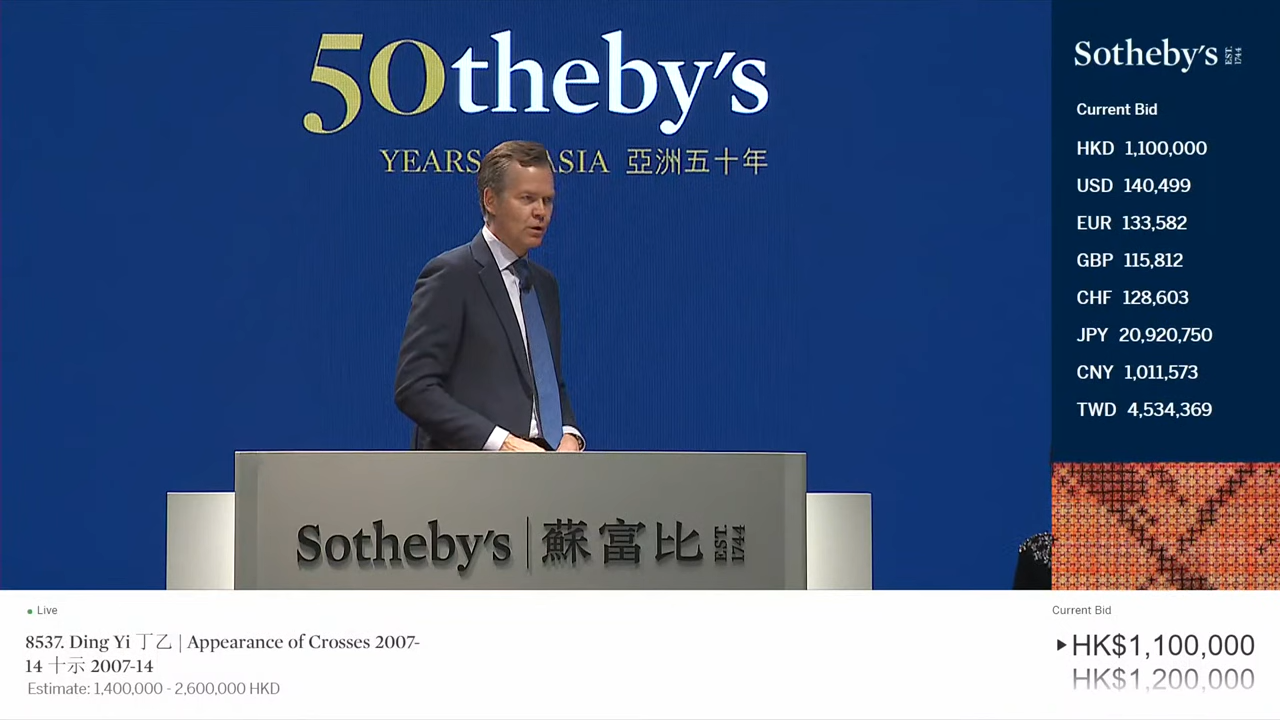 50theby's
YEARS ASIA 亞洲五十年
Sotheby's | 蘇富比 EST. 1744
Sotheby's EST. 1744
Current Bid
HKD 1,100,000
USD 140,499
EUR 133,582
GBP 115,812
CHF 128,603
JPY 20,920,750
CNY 1,011,573
TWD 4,534,369
Live
8537. Ding Yi 丁乙 | Appearance of Crosses 2007-
14 十示 2007-14
Estimate: 1,400,000 - 2,600,000 HKD
Current Bid
HK$1,100,000
HK$1,200,000